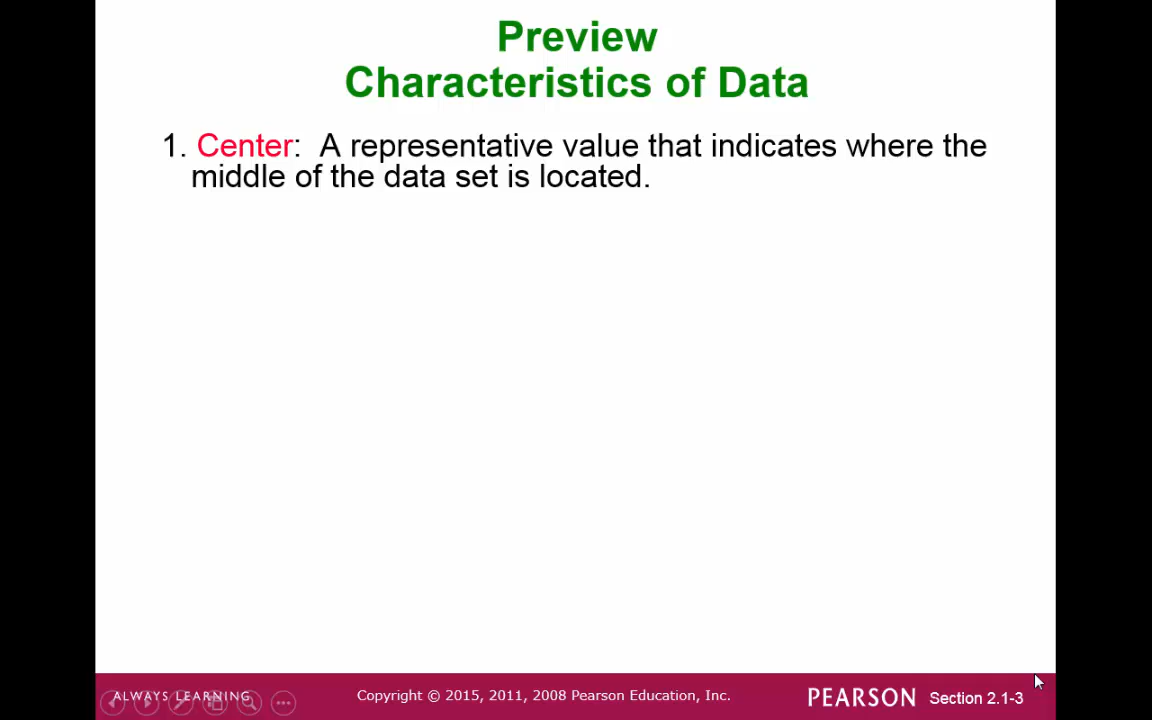 Preview
Characteristics of Data
1. Center: A representative value that indicates where the
middle of the data set is located.
ALWAYS LEARNING
Copyright © 2015, 2011, 2008 Pearson Education, Inc.
PEARSON
Section 2.1-3